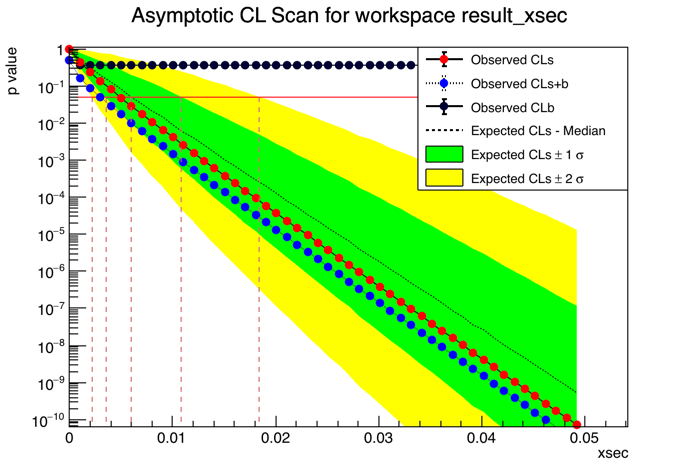 Asymptotic CL Scan for workspace result_xsec
p value
Observed CLs
Observed CLs+b
Observed CLb
Expected CLs - Median
Expected CLs ± 1 σ
Expected CLs ± 2 σ
1
10⁻¹
10⁻²
10⁻³
10⁻⁴
10⁻⁵
10⁻⁶
10⁻⁷
10⁻⁸
10⁻⁹
10⁻¹⁰
0 0.01 0.02 0.03 0.04 0.05
xsec